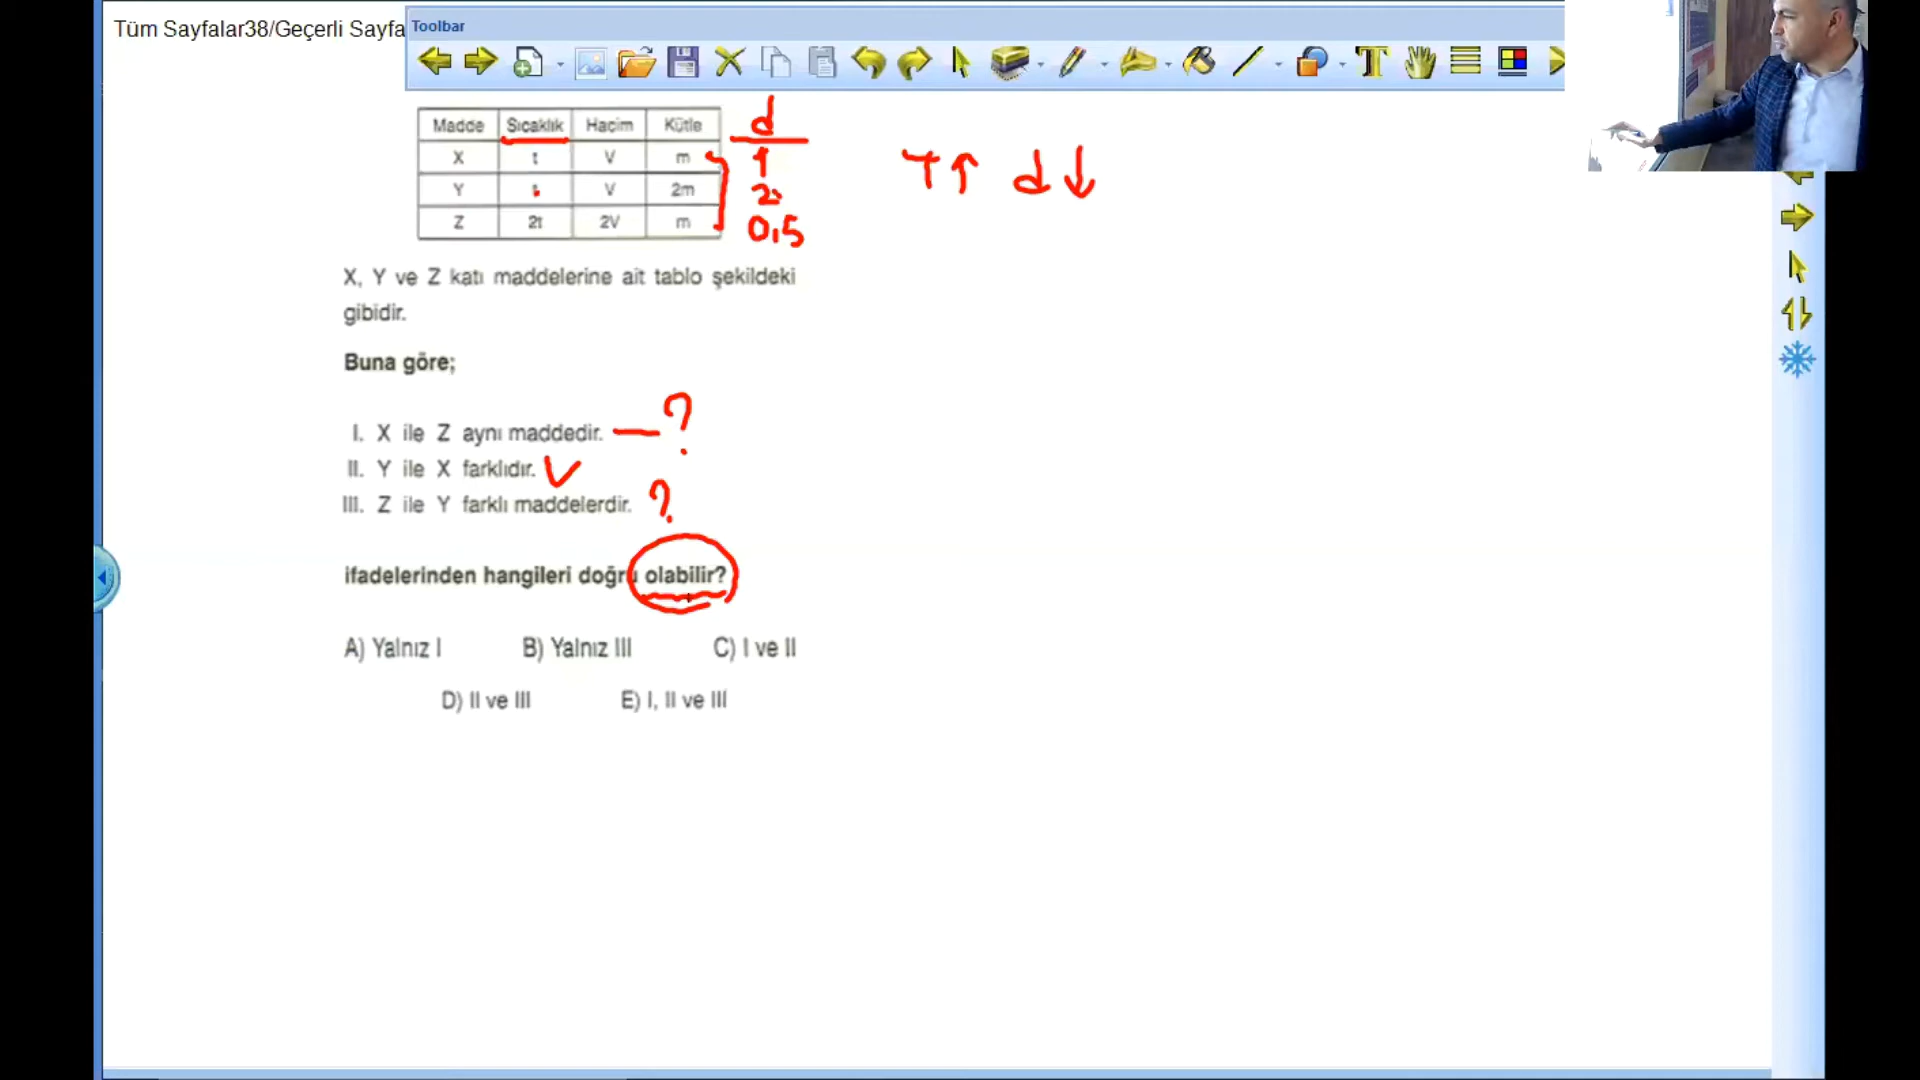 Tüm Sayfalar38/Geçerli Sayfa
Toolbar
Madde Sıcaklık Hacim Kütle d
X t V m 1
Y t V 2m 2
Z 2t 2V m 0,5
T↑ d↓
X, Y ve Z katı maddelerine ait tablo şekildeki
gibidir.
Buna göre;
I. X ile Z aynı maddedir. — ?
II. Y ile X farklıdır. ✓
III. Z ile Y farklı maddelerdir. ?
ifadelerinden hangileri doğru olabilir?
A) Yalnız I B) Yalnız III C) I ve II
D) II ve III E) I, II ve III